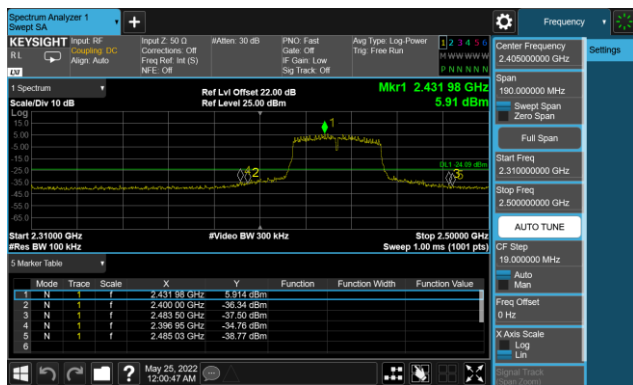 Spectrum Analyzer 1
Swept SA
Frequency
KEYSIGHT
RL
LXI
Input: RF
Coupling: DC
Align: Auto
Input Z: 50 Ω
Corrections: Off
Freq Ref: Int (S)
NFE: Off
#Atten: 30 dB
PNO: Fast
Gate: Off
IF Gain: Low
Sig Track: Off
Avg Type: Log-Power
Trig: Free Run
1 2 3 4 5 6
M W W W W W
P N N N N N
Center Frequency
2.405000000 GHz
Settings
1 Spectrum
Scale/Div 10 dB
Ref Lvl Offset 22.00 dB
Ref Level 25.00 dBm
Mkr1 2.431 98 GHz
5.91 dBm
Log
15.0
5.00
-5.00
-15.0
-25.0
-35.0
-45.0
-55.0
-65.0
1
DL1 -24.09 dBm
2
Start 2.31000 GHz
#Res BW 100 kHz
#Video BW 300 kHz
Stop 2.50000 GHz
Sweep 1.00 ms (1001 pts)
Span
190.000000 MHz
Swept Span
Zero Span
Full Span
Start Freq
2.310000000 GHz
Stop Freq
2.500000000 GHz
AUTO TUNE
CF Step
19.000000 MHz
Auto
Man
Freq Offset
0 Hz
X Axis Scale
Log
Lin
Signal Track
(Span Zoom)
5 Marker Table
Mode Trace Scale X Y Function Function Width Function Value
1 N 1 f 2.431 98 GHz 5.914 dBm
2 N 1 f 2.400 00 GHz -36.34 dBm
3 N 1 f 2.483 50 GHz -37.50 dBm
4 N 1 f 2.396 95 GHz -34.76 dBm
5 N 1 f 2.485 03 GHz -38.77 dBm
6
?
May 25, 2022
12:00:47 AM